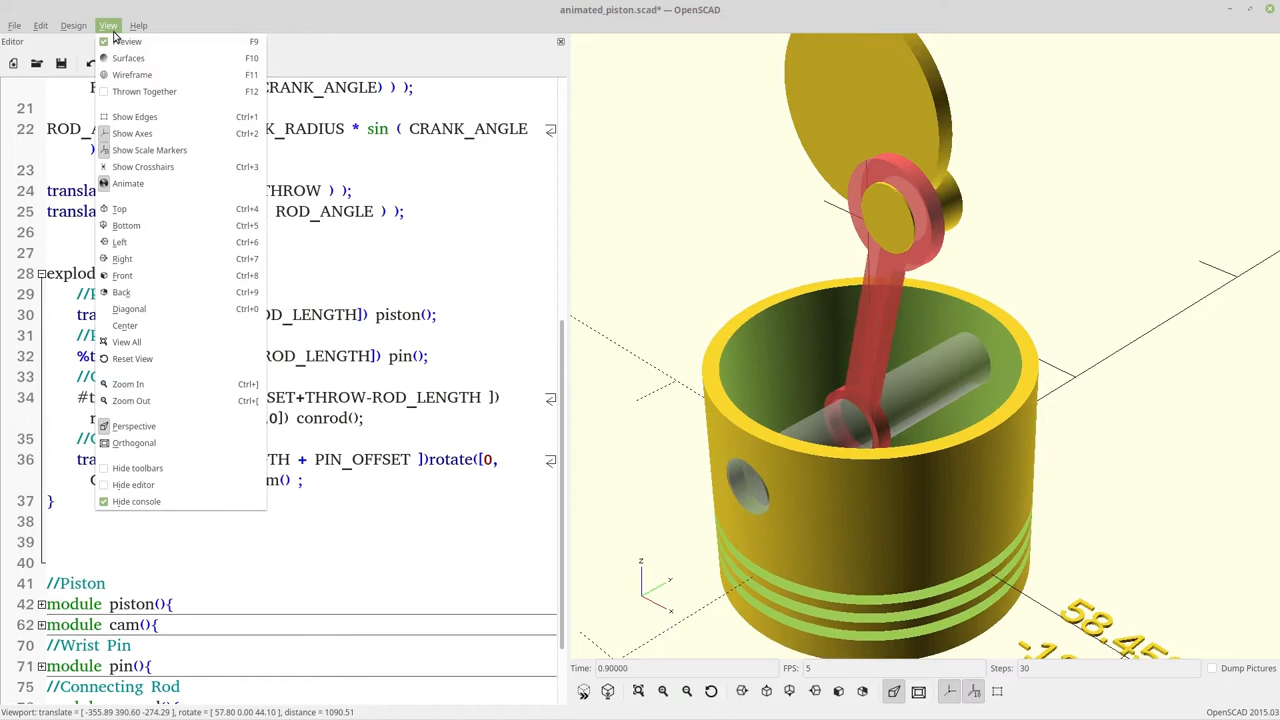 animated_piston.scad* — OpenSCAD
File Edit Design View Help
Editor
Preview F9
Surfaces F10
Wireframe F11
Thrown Together F12
Show Edges Ctrl+1
Show Axes Ctrl+2
Show Scale Markers
Show Crosshairs Ctrl+3
Animate
Top Ctrl+4
Bottom Ctrl+5
Left Ctrl+6
Right Ctrl+7
Front Ctrl+8
Back Ctrl+9
Diagonal Ctrl+0
Center
View All
Reset View
Zoom In Ctrl+]
Zoom Out Ctrl+[
Perspective
Orthogonal
Hide toolbars
Hide editor
Hide console
CRANK_ANGLE) ) );
21
22 ROD_A K_RADIUS * sin ( CRANK_ANGLE
)
23
24 transla THROW ) );
25 transla ROD_ANGLE ) );
26
27
28 explod
29 //P
30 tra OD_LENGTH]) piston();
31 //P
32 %t ROD_LENGTH]) pin();
33 //C
34 #t SET+THROW-ROD_LENGTH ])
r ,0]) conrod();
35 //C
36 tra TH + PIN_OFFSET ])rotate([0,
m() ;
37 }
38
39
40
41 //Piston
42 module piston(){
62 module cam(){
70 //Wrist Pin
71 module pin(){
75 //Connecting Rod
z
y
x
Time: 0.90000 FPS: 5 Steps: 30 Dump Pictures
Viewport: translate = [ -355.89 390.60 -274.29 ], rotate = [ 57.80 0.00 44.10 ], distance = 1090.51 OpenSCAD 2015.03